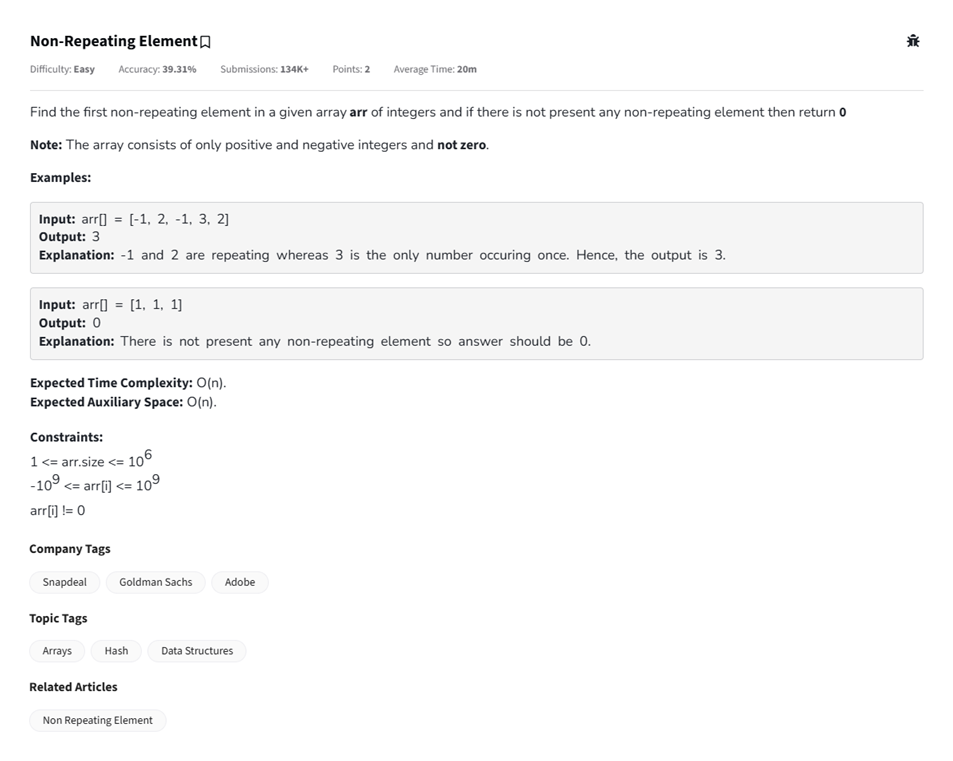 Non-Repeating Element
Difficulty: Easy Accuracy: 39.31% Submissions: 134K+ Points: 2 Average Time: 20m
Find the first non-repeating element in a given array arr of integers and if there is not present any non-repeating element then return 0
Note: The array consists of only positive and negative integers and not zero.
Examples:
Input: arr[] = [-1, 2, -1, 3, 2]
Output: 3
Explanation: -1 and 2 are repeating whereas 3 is the only number occuring once. Hence, the output is 3.
Input: arr[] = [1, 1, 1]
Output: 0
Explanation: There is not present any non-repeating element so answer should be 0.
Expected Time Complexity: O(n).
Expected Auxiliary Space: O(n).
Constraints:
1 <= arr.size <= 10^6
-10^9 <= arr[i] <= 10^9
arr[i] != 0
Company Tags
Snapdeal Goldman Sachs Adobe
Topic Tags
Arrays Hash Data Structures
Related Articles
Non Repeating Element